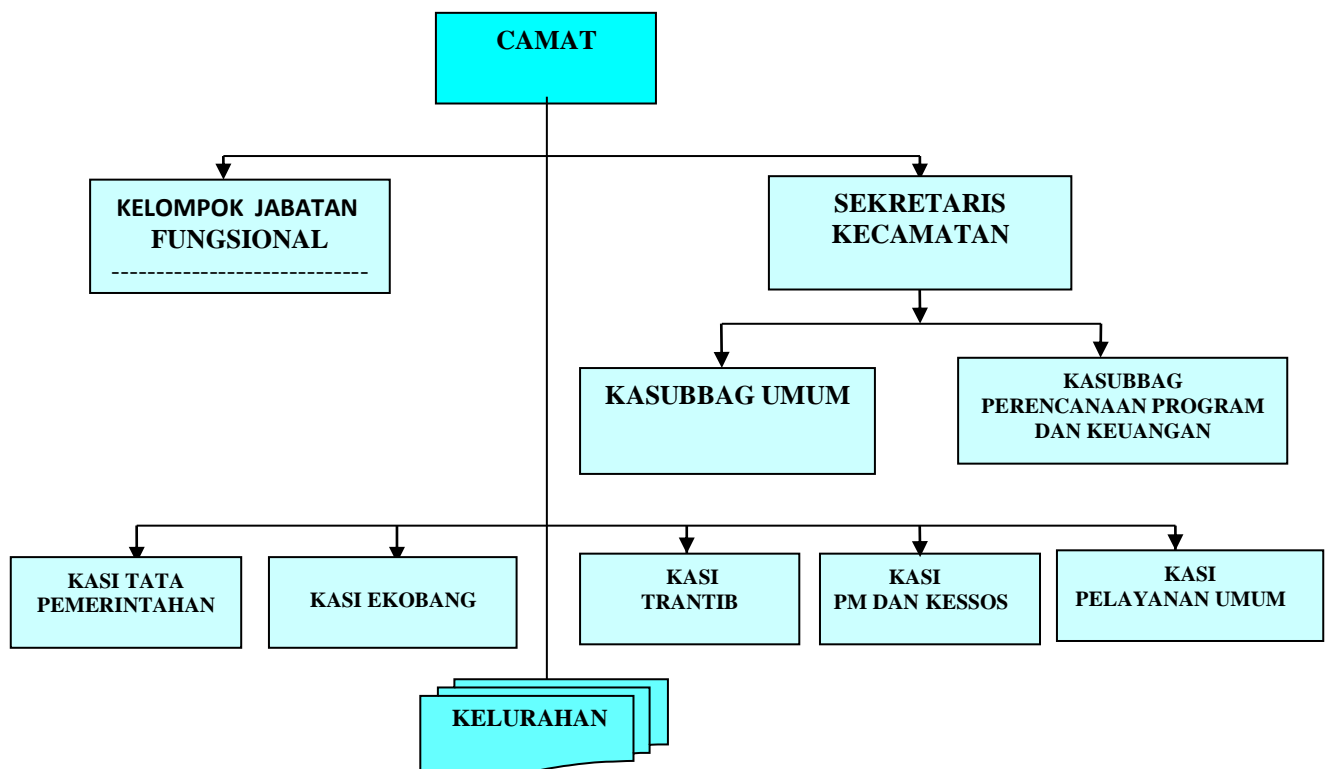 CAMAT
KELOMPOK JABATAN
FUNGSIONAL
-----------------------------
SEKRETARIS
KECAMATAN
KASUBBAG UMUM
KASUBBAG
PERENCANAAN PROGRAM
DAN KEUANGAN
KASI TATA
PEMERINTAHAN
KASI EKOBANG
KASI
TRANTIB
KASI
PM DAN KESSOS
KASI
PELAYANAN UMUM
KELURAHAN